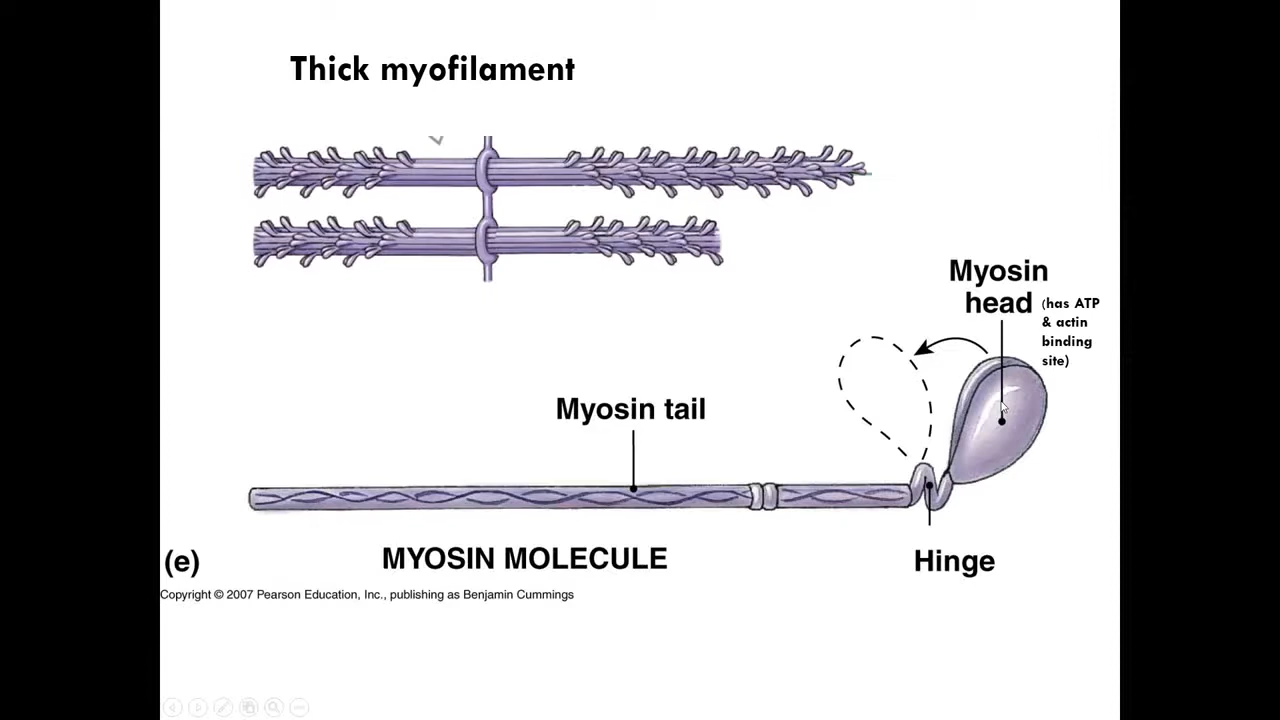 Thick myofilament
Myosin
head
(has ATP
& actin
binding
site)
Myosin tail
(e)
MYOSIN MOLECULE
Hinge
Copyright © 2007 Pearson Education, Inc., publishing as Benjamin Cummings